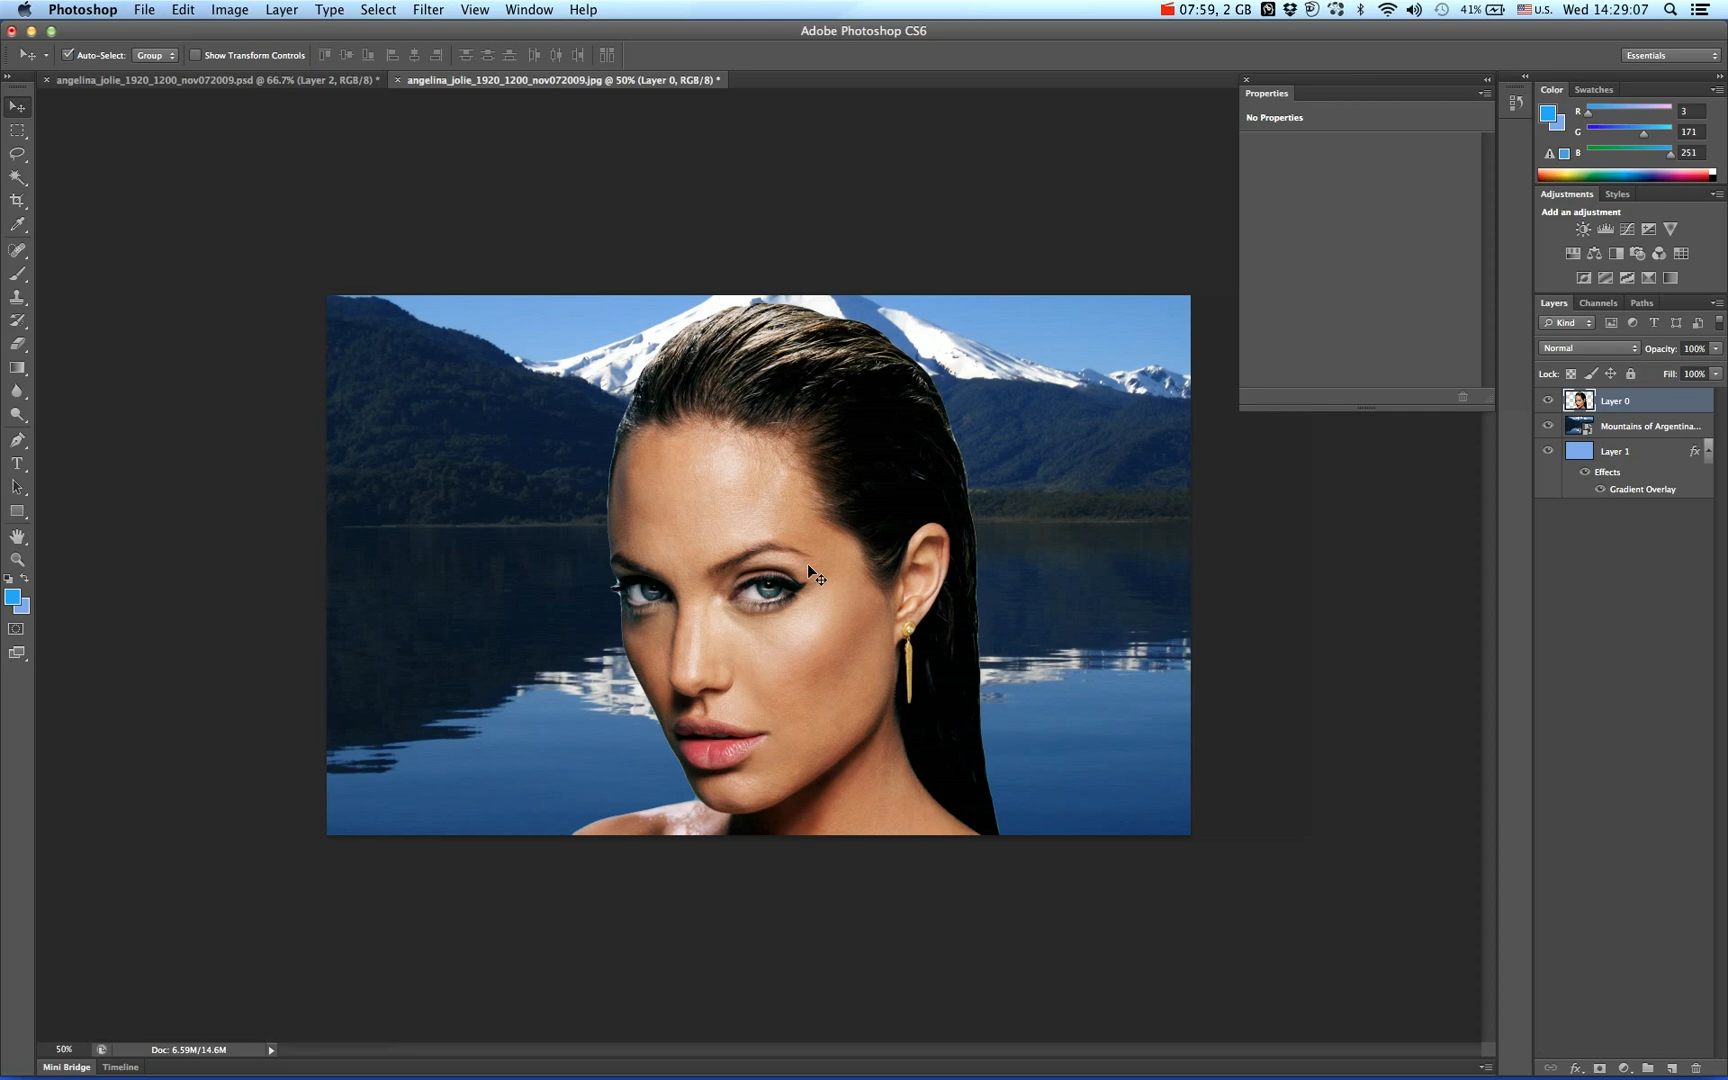 Photoshop File Edit Image Layer Type Select Filter View Window Help 07:59, 2 GB 41% U.S. Wed 14:29:07
Adobe Photoshop CS6
Auto-Select: Group Show Transform Controls Essentials
angelina_jolie_1920_1200_nov072009.psd @ 66.7% (Layer 2, RGB/8) * angelina_jolie_1920_1200_nov072009.jpg @ 50% (Layer 0, RGB/8) *
Properties
No Properties
Color Swatches
R 3
G 171
B 251
Adjustments Styles
Add an adjustment
Layers Channels Paths
Kind
Normal Opacity: 100%
Lock: Fill: 100%
Layer 0
Mountains of Argentina...
Layer 1 fx
Effects
Gradient Overlay
50% Doc: 6.59M/14.6M
Mini Bridge Timeline